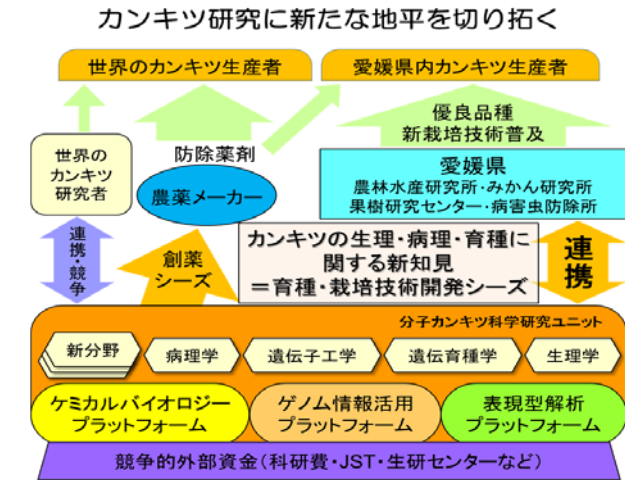 カンキツ研究に新たな地平を切り拓く
世界のカンキツ生産者
愛媛県内カンキツ生産者
優良品種
新栽培技術普及
世界の
カンキツ
研究者
防除薬剤
農薬メーカー
愛媛県
農林水産研究所・みかん研究所
果樹研究センター・病害虫防除所
連携・競争
創薬
シーズ
カンキツの生理・病理・育種に
関する新知見
＝育種・栽培技術開発シーズ
連携
分子カンキツ科学研究ユニット
新分野
病理学
遺伝子工学
遺伝育種学
生理学
ケミカルバイオロジー
プラットフォーム
ゲノム情報活用
プラットフォーム
表現型解析
プラットフォーム
競争的外部資金（科研費・JST・生研センターなど）